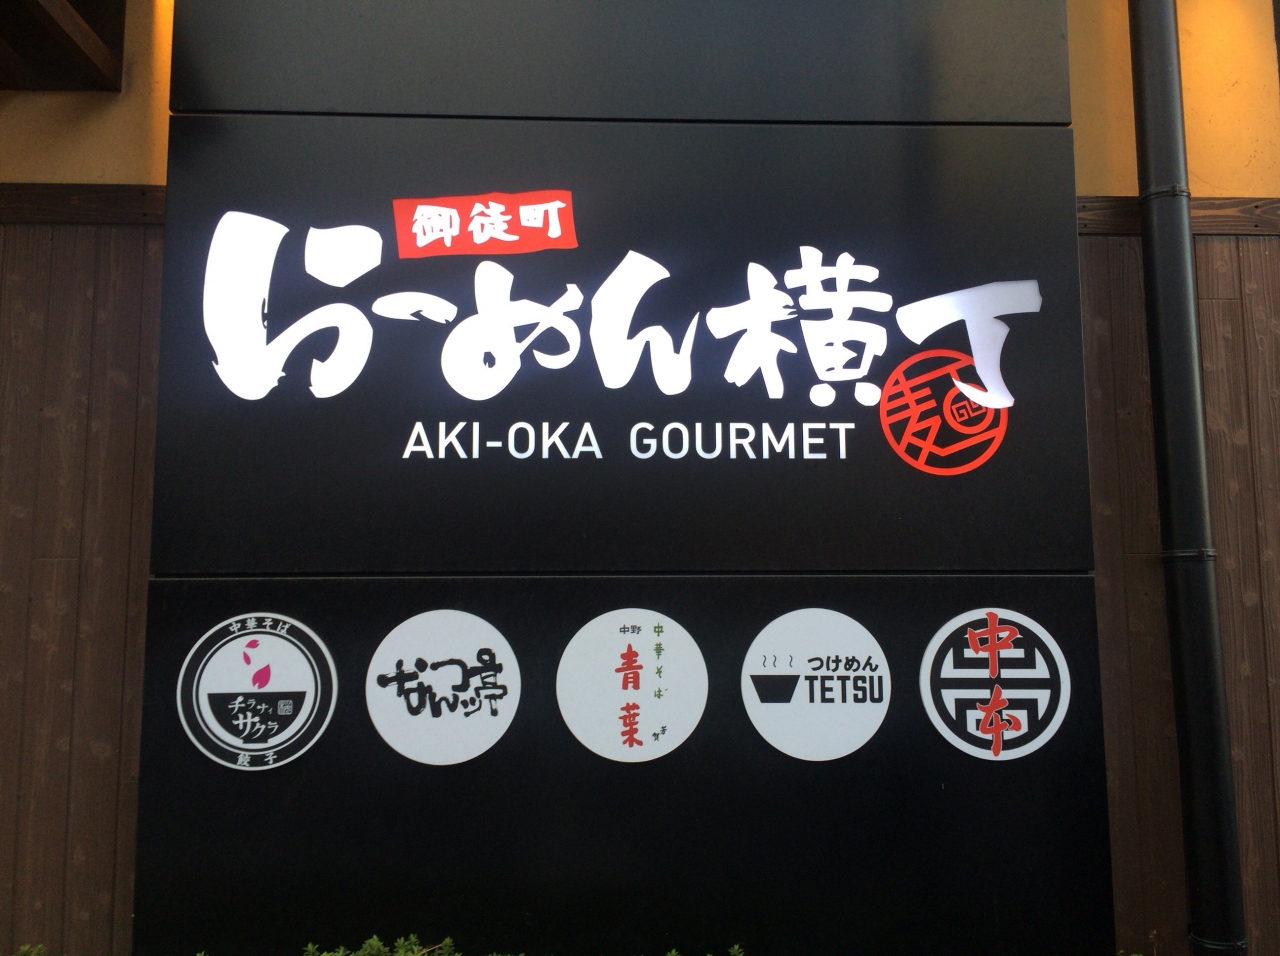 御徒町
らーめん横丁
AKI-OKA GOURMET
麺
中華そば
チラナイ
サクラ
餃子
なんつッ亭
中華そば
中野
青葉
つけめん
TETSU
中本